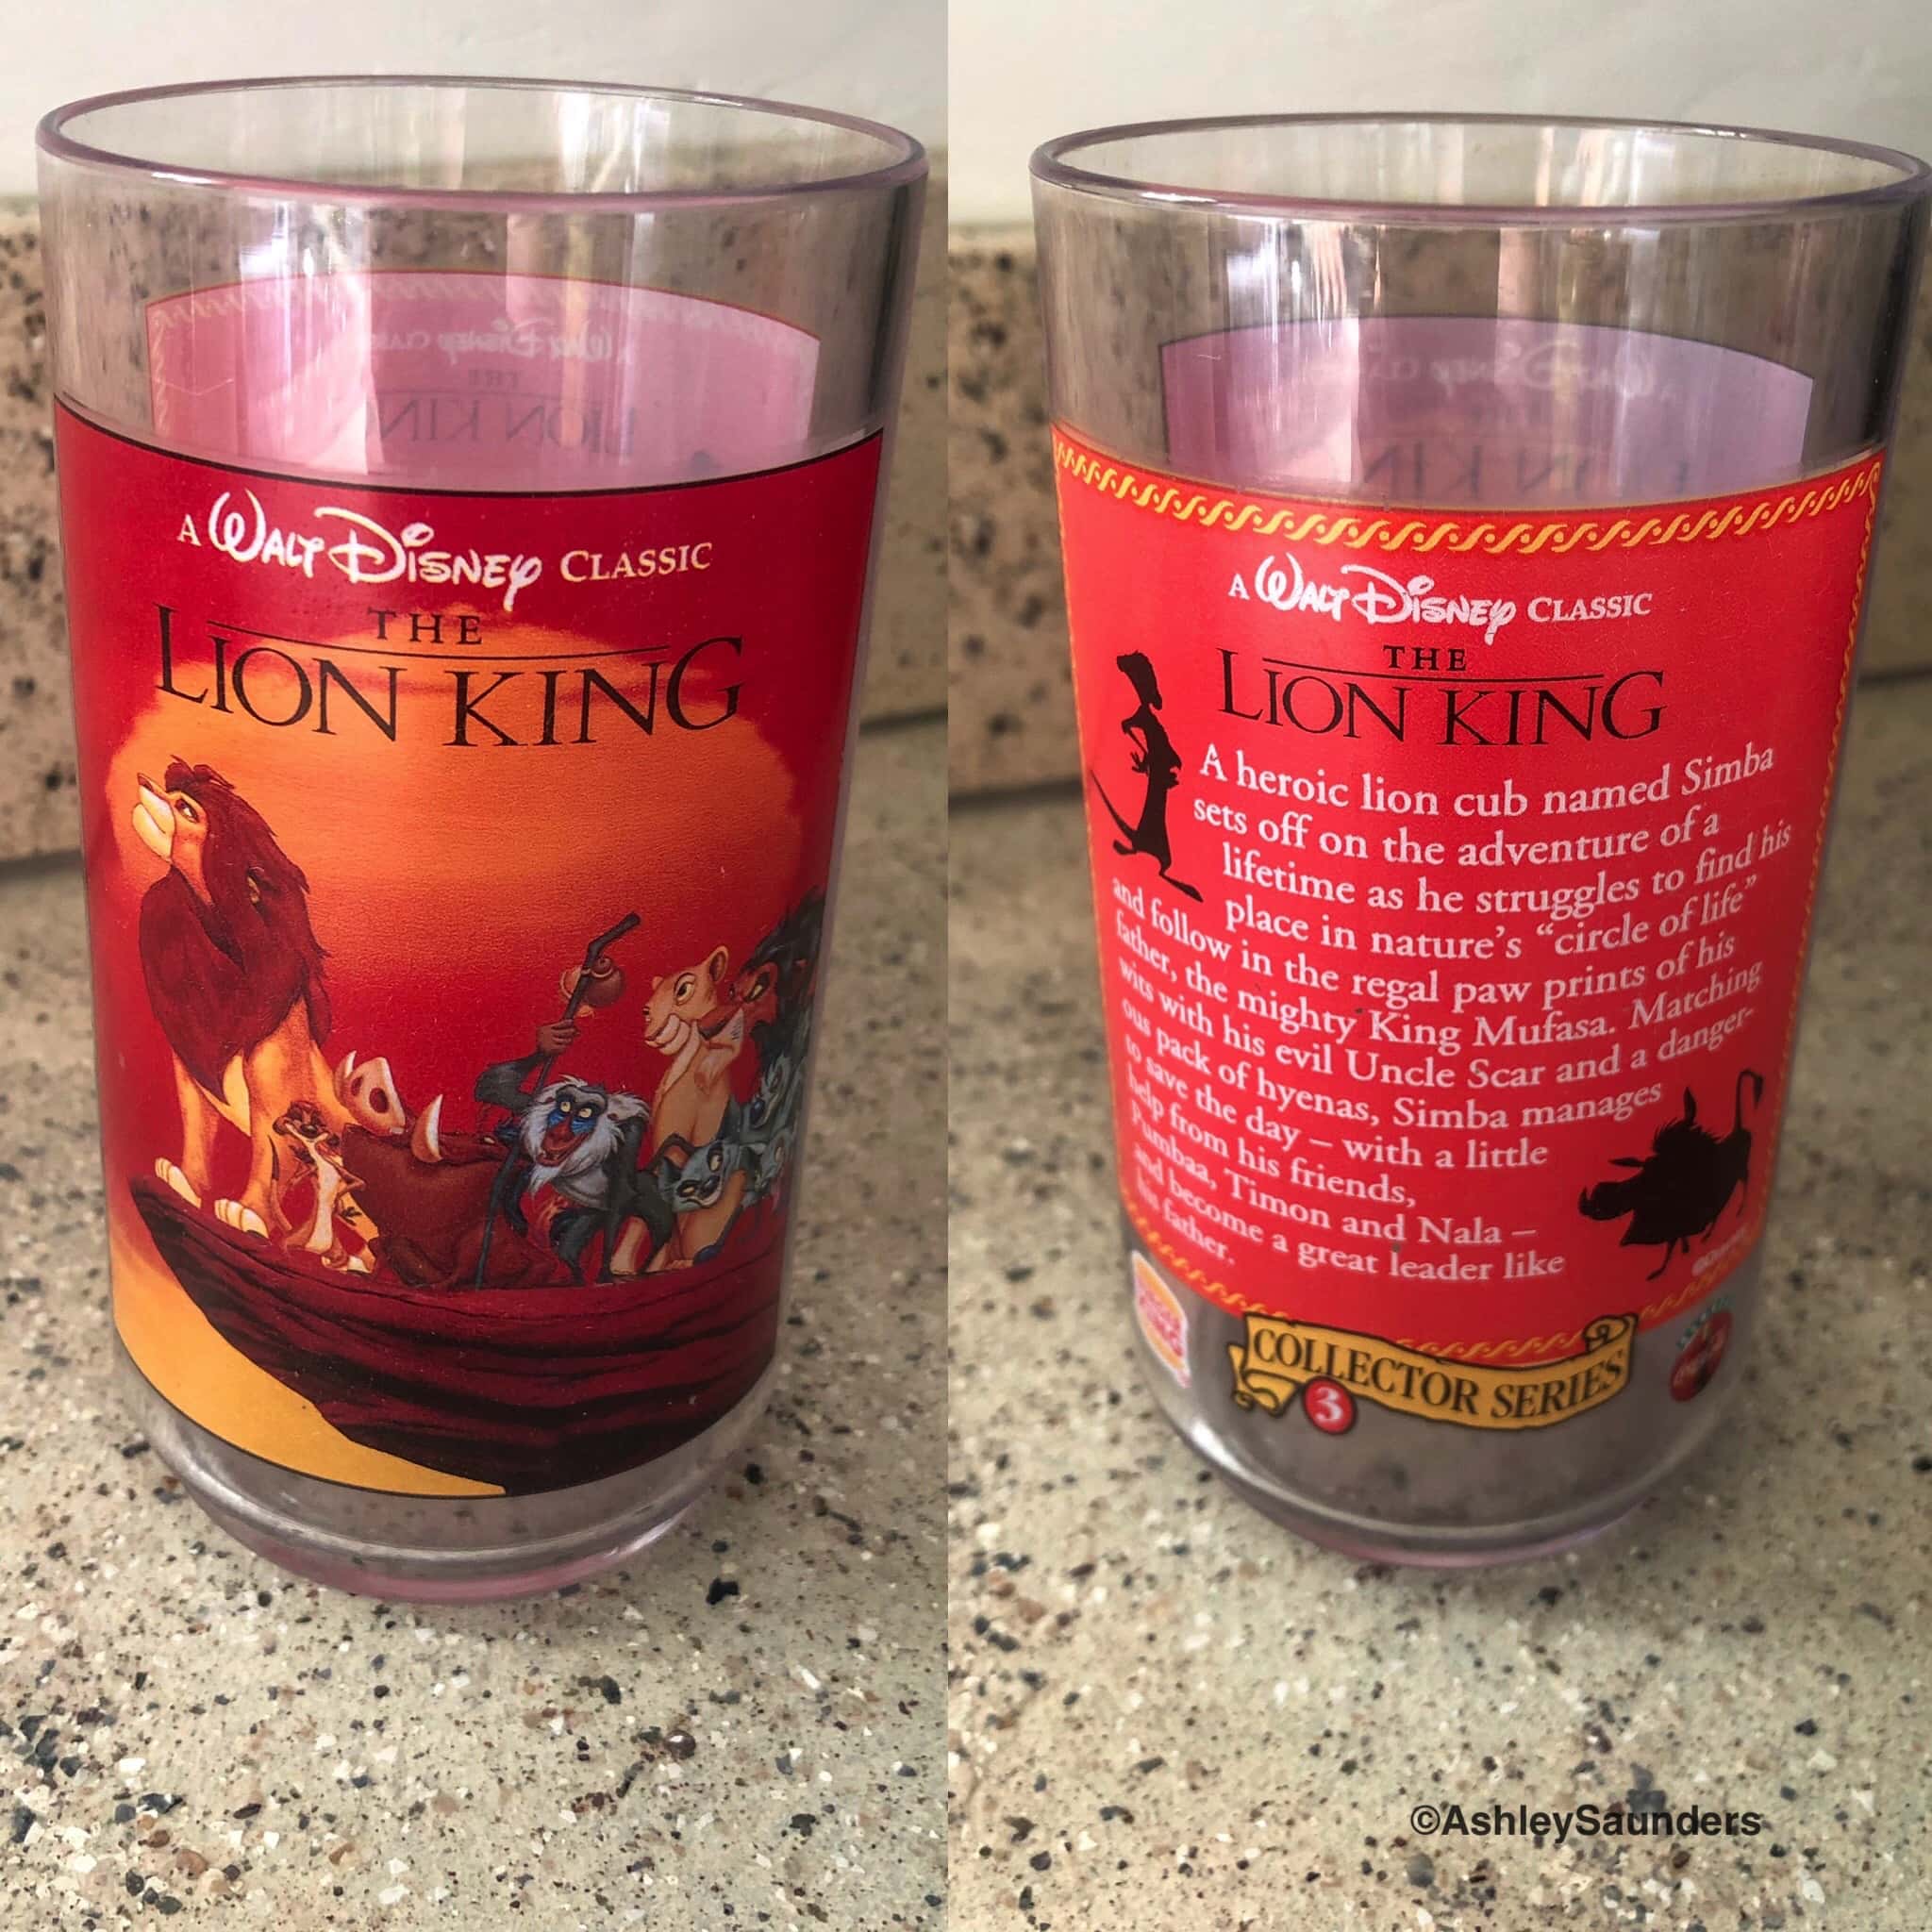 A WALT DISNEY CLASSIC
THE
LION KING
A WALT DISNEY CLASSIC
THE
LION KING
A heroic lion cub named Simba
sets off on the adventure of a
lifetime as he struggles to find his
place in nature's “circle of life”
and follow in the regal paw prints of his
father, the mighty King Mufasa. Matching
wits with his evil Uncle Scar and a danger-
ous pack of hyenas, Simba manages
to save the day – with a little
help from his friends,
Pumbaa, Timon and Nala –
and become a great leader like
his father.
BURGER
KING
COLLECTOR SERIES
3
©AshleySaunders